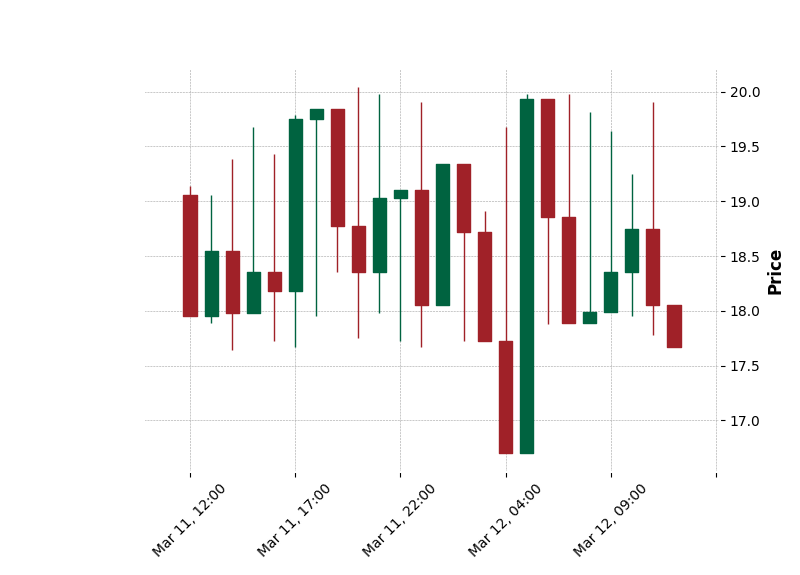 20.0
19.5
19.0
18.5
18.0
17.5
17.0
Price
Mar 11, 12:00
Mar 11, 17:00
Mar 11, 22:00
Mar 12, 04:00
Mar 12, 09:00